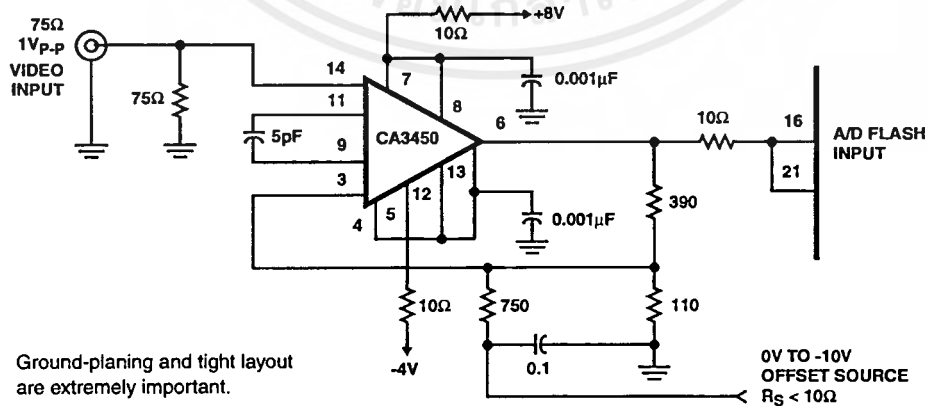 75Ω
1VP-P
VIDEO
INPUT
75Ω
+8V
10Ω
0.001µF
14
7
11
8
5pF
CA3450
6
9
13
3
12
4
5
0.001µF
10Ω
16
A/D FLASH
INPUT
21
390
10Ω
750
110
-4V
0.1
Ground-planing and tight layout
are extremely important.
0V TO -10V
OFFSET SOURCE
RS < 10Ω